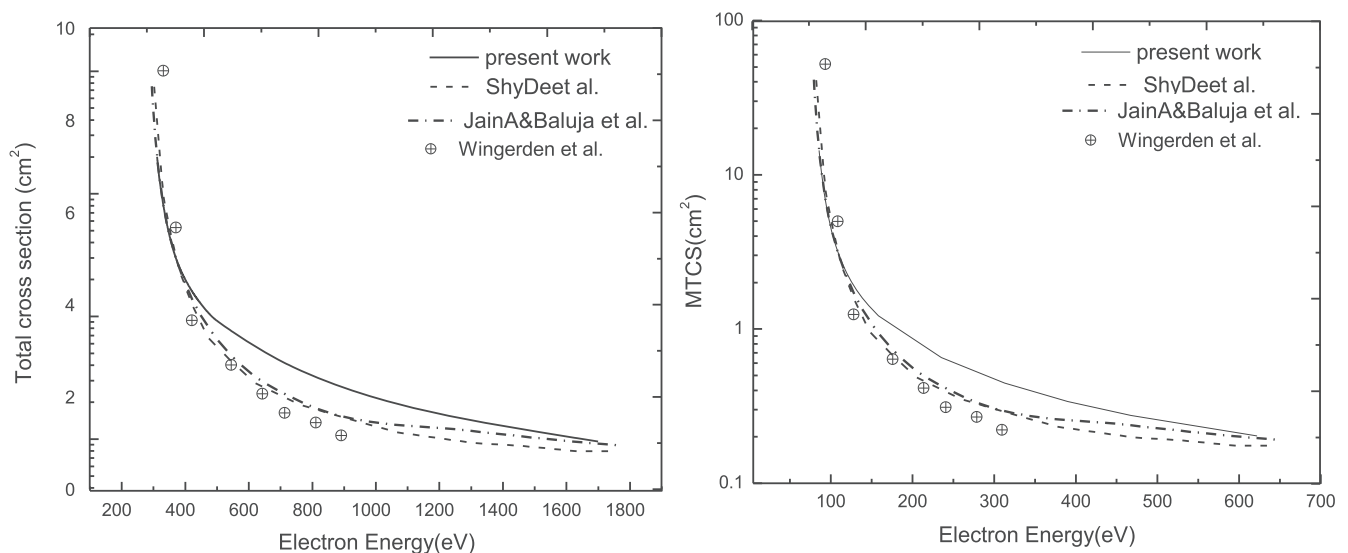 10
8
6
4
2
0
Total cross section (cm2)
present work
ShyDeet al.
JainA&Baluja et al.
Wingerden et al.
200 400 600 800 1000 1200 1400 1600 1800
Electron Energy(eV)
100
10
1
0.1
MTCS(cm2)
present work
ShyDeet al.
JainA&Baluja et al.
Wingerden et al.
100 200 300 400 500 600 700
Electron Energy(eV)